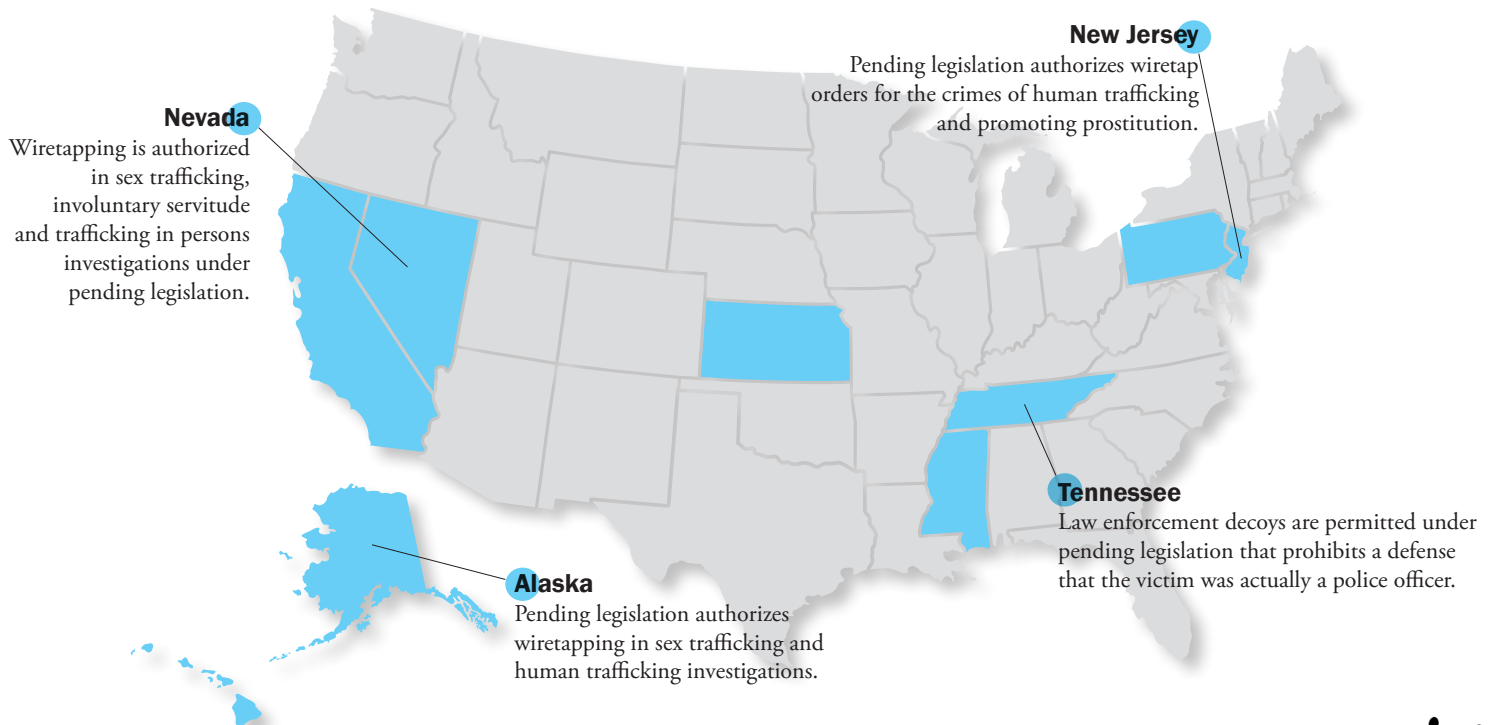 New Jersey
Pending legislation authorizes wiretap
orders for the crimes of human trafficking
and promoting prostitution.
Nevada
Wiretapping is authorized
in sex trafficking,
involuntary servitude
and trafficking in persons
investigations under
pending legislation.
Tennessee
Law enforcement decoys are permitted under
pending legislation that prohibits a defense
that the victim was actually a police officer.
Alaska
Pending legislation authorizes
wiretapping in sex trafficking and
human trafficking investigations.